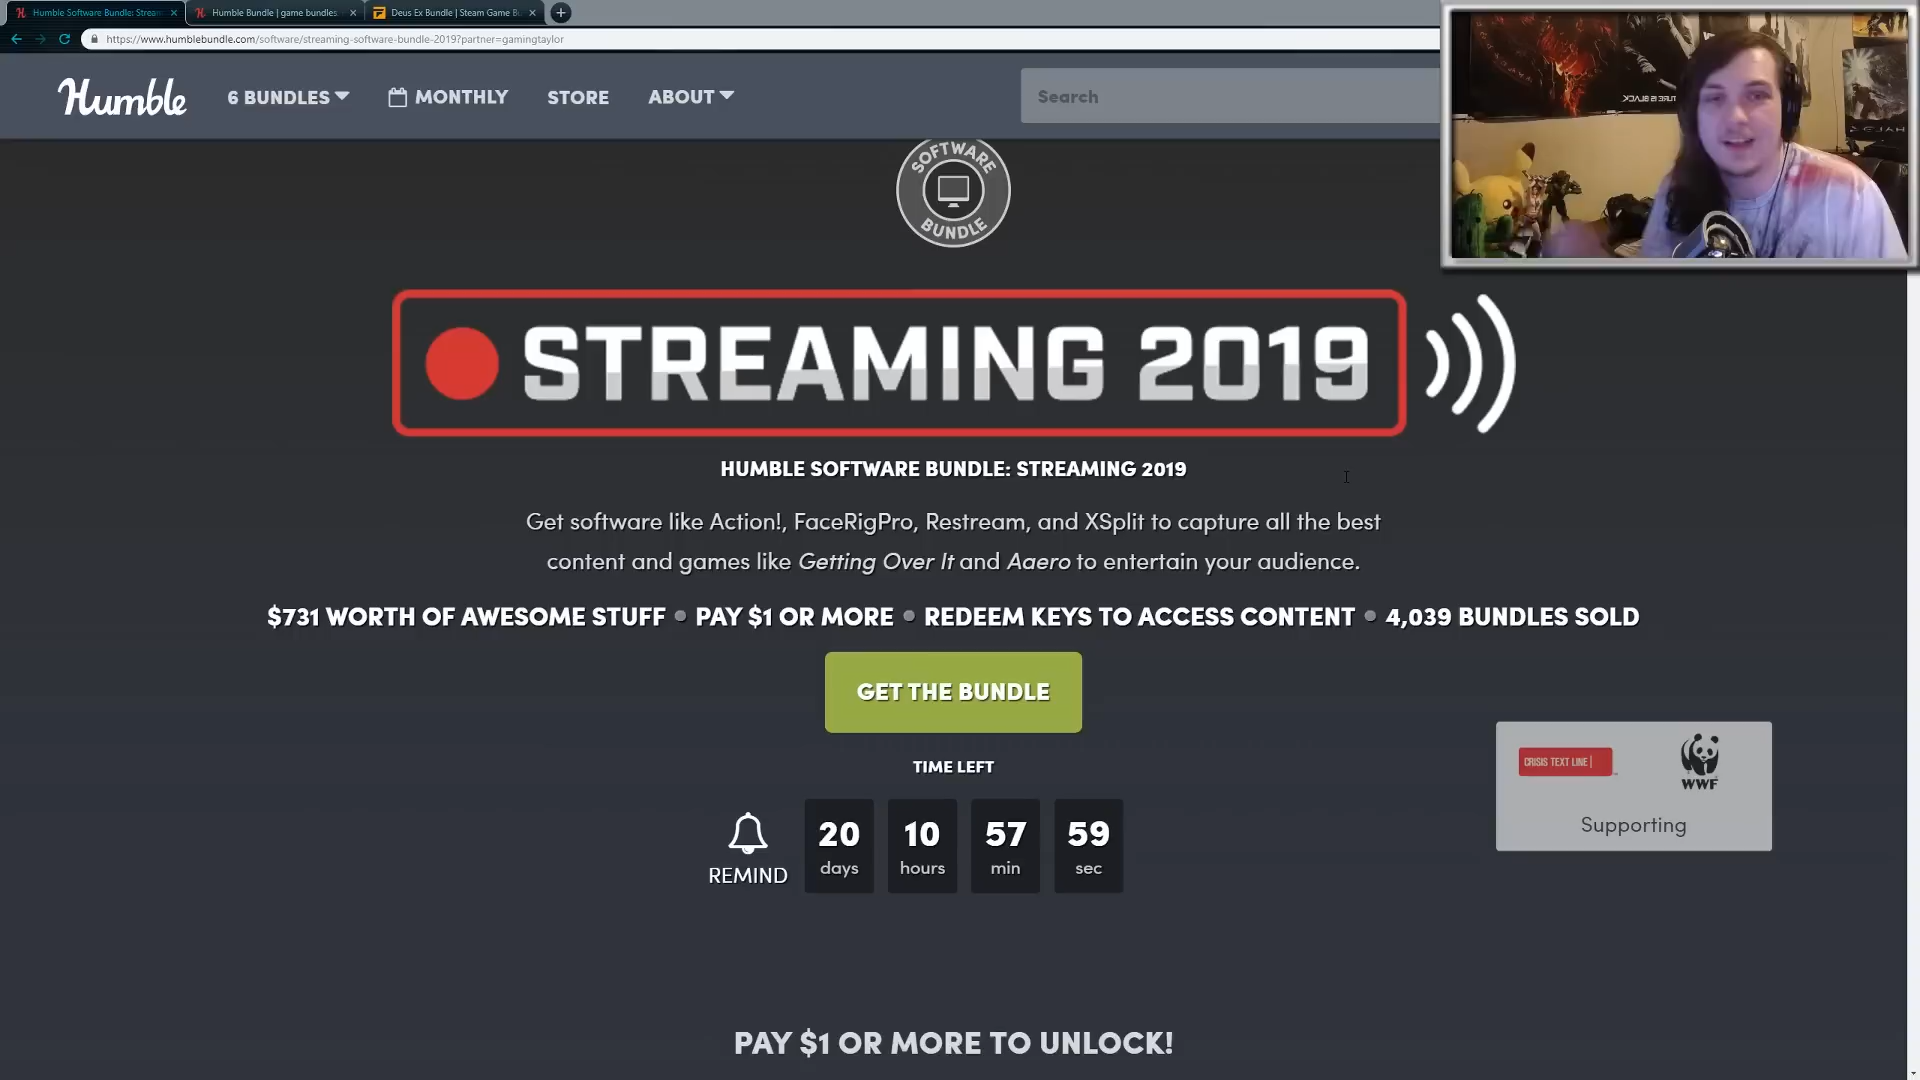 Humble Software Bundle: Stream
Humble Bundle | game bundles
Deus Ex Bundle | Steam Game B
https://www.humblebundle.com/software/streaming-software-bundle-2019?partner=gamingtaylor
Humble
6 BUNDLES
MONTHLY
STORE
ABOUT
Search
SOFTWARE
BUNDLE
STREAMING 2019
HUMBLE SOFTWARE BUNDLE: STREAMING 2019
Get software like Action!, FaceRigPro, Restream, and XSplit to capture all the best
content and games like Getting Over It and Aaero to entertain your audience.
$731 WORTH OF AWESOME STUFF • PAY $1 OR MORE • REDEEM KEYS TO ACCESS CONTENT • 4,039 BUNDLES SOLD
GET THE BUNDLE
TIME LEFT
REMIND
20 10 57 59
days hours min sec
CRISIS TEXT LINE |
WWF
Supporting
PAY $1 OR MORE TO UNLOCK!